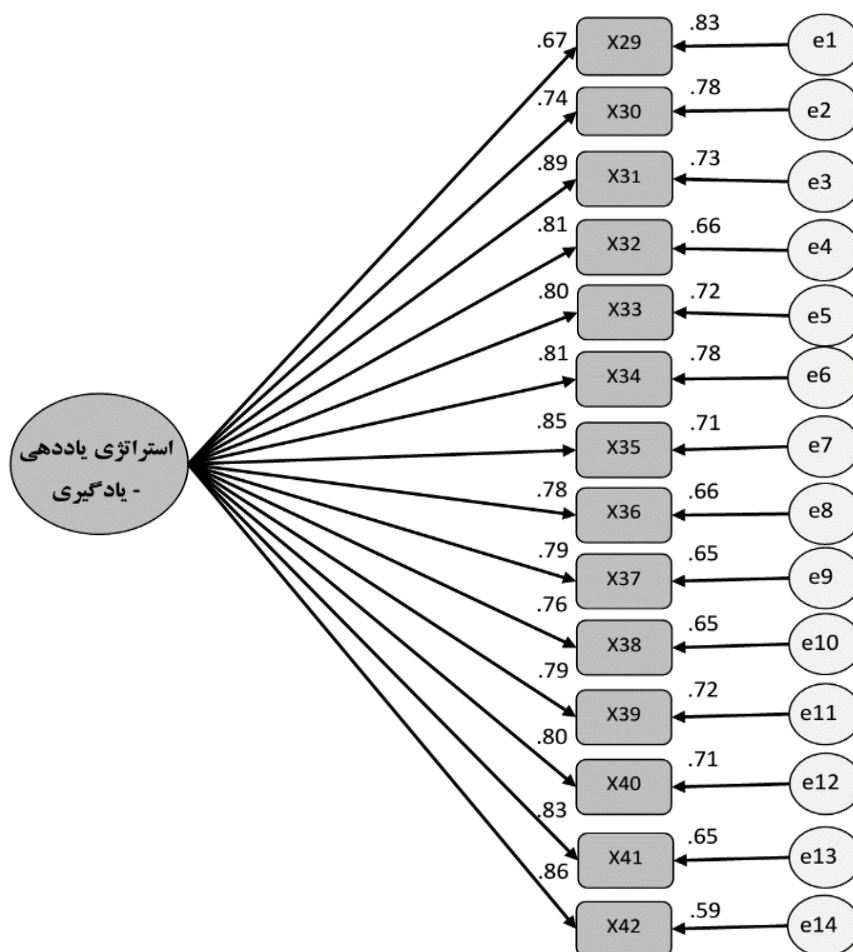 .67 X29 .83 e1
.74 X30 .78 e2
.89 X31 .73 e3
.81 X32 .66 e4
.80 X33 .72 e5
.81 X34 .78 e6
استراتژی یاددهی
- یادگیری
.85 X35 .71 e7
.78 X36 .66 e8
.79 X37 .65 e9
.76 X38 .65 e10
.79 X39 .72 e11
.80 X40 .71 e12
.83 X41 .65 e13
.86 X42 .59 e14